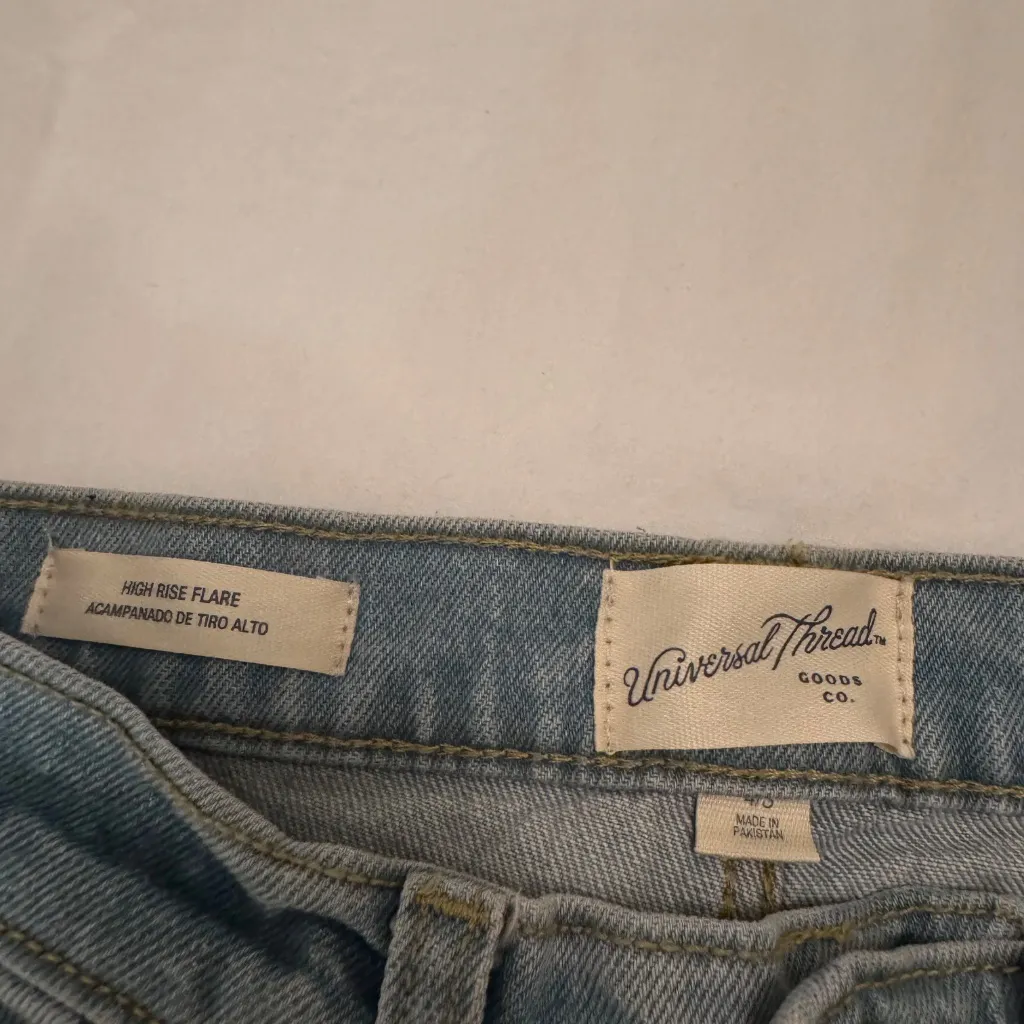 HIGH RISE FLARE
ACAMPANADO DE TIRO ALTO
Universal Thread™
GOODS
CO.
MADE IN
PAKISTAN